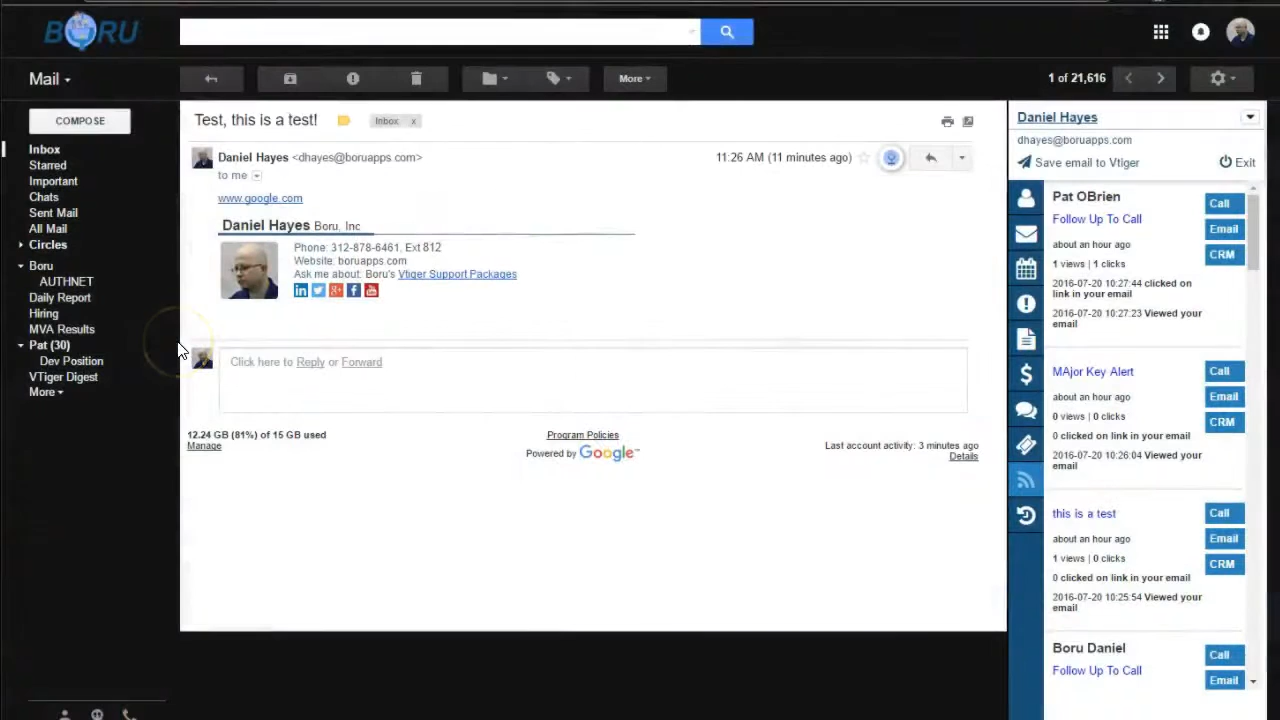 BORU
Mail
More
1 of 21,616
COMPOSE
Inbox
Starred
Important
Chats
Sent Mail
All Mail
Circles
Boru
AUTHNET
Daily Report
Hiring
MVA Results
Pat (30)
Dev Position
VTiger Digest
More
Test, this is a test!
Inbox x
Daniel Hayes <dhayes@boruapps.com>
11:26 AM (11 minutes ago)
to me
www.google.com
Daniel Hayes Boru, Inc
Phone: 312-878-6461, Ext 812
Website: boruapps.com
Ask me about: Boru's Vtiger Support Packages
in
g+
f
You Tube
Click here to Reply or Forward
12.24 GB (81%) of 15 GB used
Manage
Program Policies
Powered by Google™
Last account activity: 3 minutes ago
Details
Daniel Hayes
dhayes@boruapps.com
Save email to Vtiger
Exit
Pat OBrien
Call
Follow Up To Call
Email
about an hour ago
CRM
1 views | 1 clicks
2016-07-20 10:27:44 clicked on
link in your email
2016-07-20 10:27:23 Viewed your
email
MAjor Key Alert
Call
about an hour ago
Email
0 views | 0 clicks
CRM
0 clicked on link in your email
2016-07-20 10:26:04 Viewed your
email
this is a test
Call
about an hour ago
Email
1 views | 0 clicks
CRM
0 clicked on link in your email
2016-07-20 10:25:54 Viewed your
email
Boru Daniel
Call
Follow Up To Call
Email